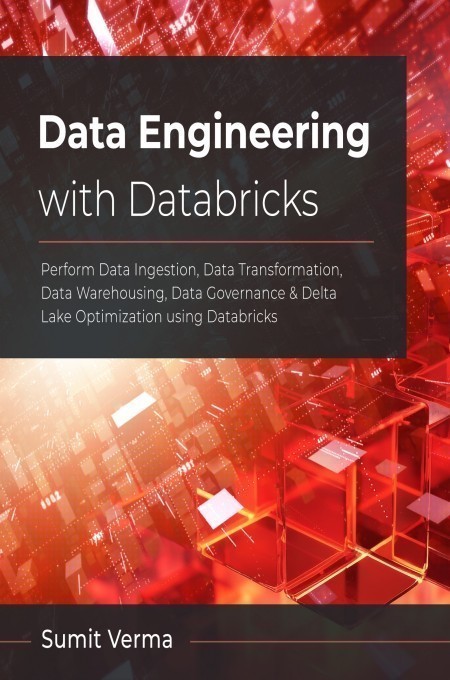 Data Engineering
with Databricks
Perform Data Ingestion, Data Transformation,
Data Warehousing, Data Governance & Delta
Lake Optimization using Databricks
Sumit Verma